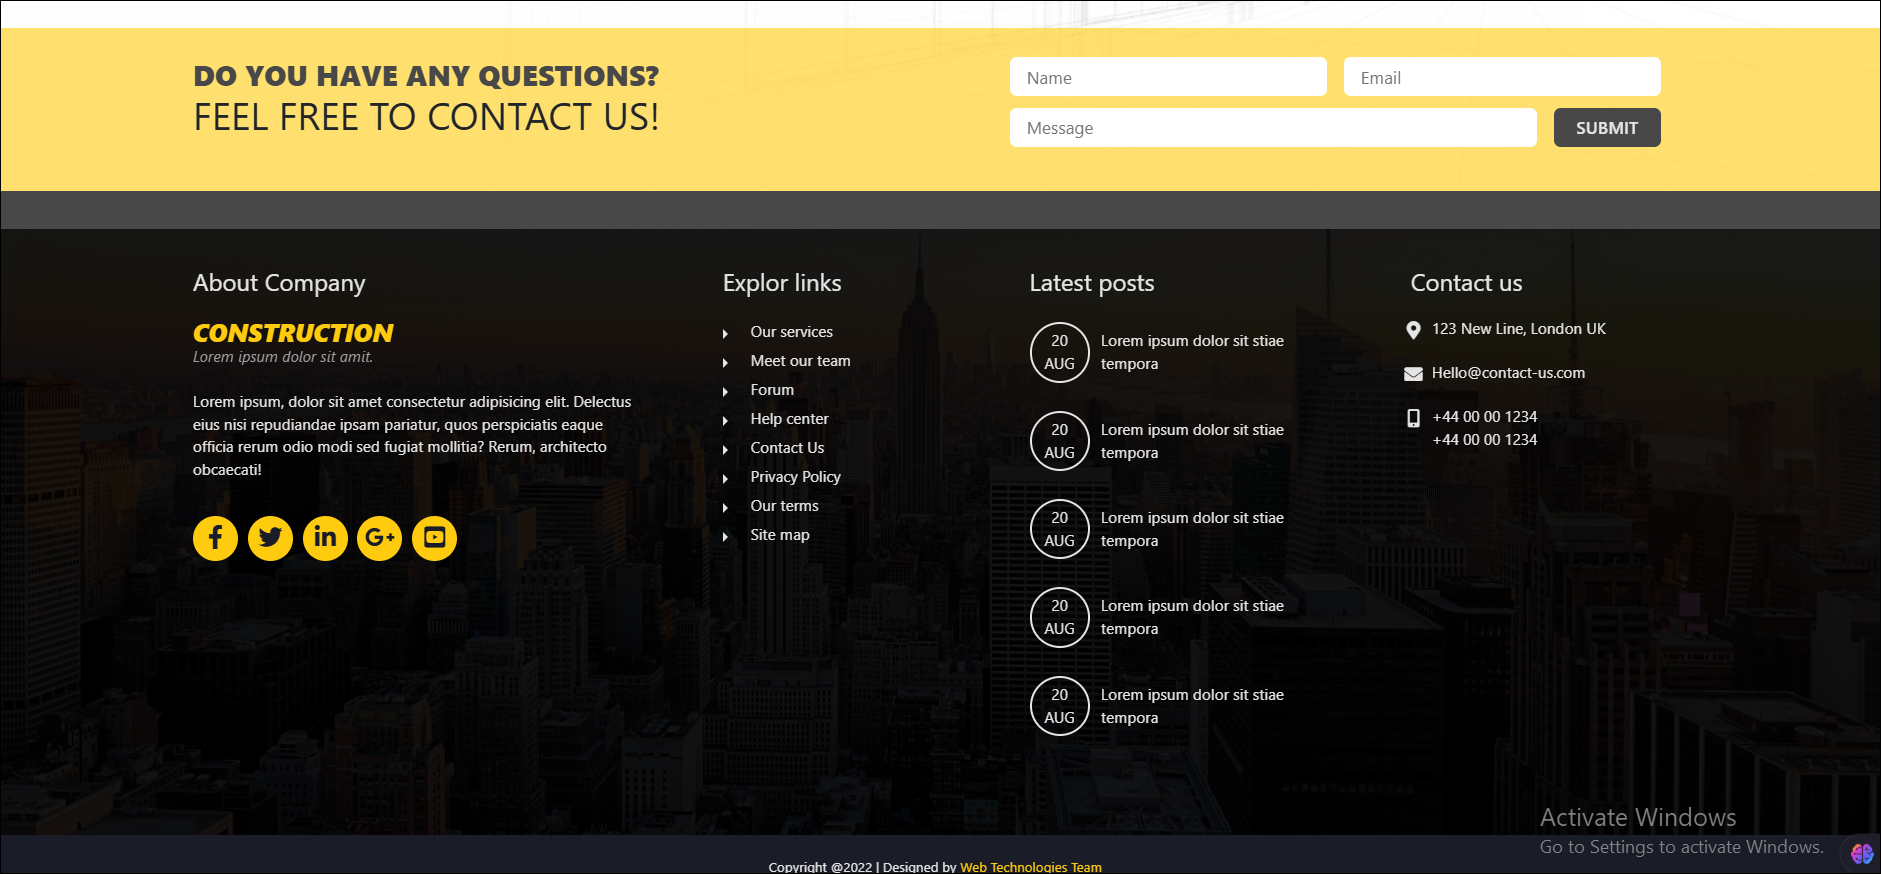 DO YOU HAVE ANY QUESTIONS?
FEEL FREE TO CONTACT US!
Name
Email
Message
SUBMIT
About Company
CONSTRUCTION
Lorem ipsum dolor sit amit.
Lorem ipsum, dolor sit amet consectetur adipisicing elit. Delectus
eius nisi repudiandae ipsam pariatur, quos perspiciatis eaque
officia rerum odio modi sed fugiat mollitia? Rerum, architecto
obcaecati!
Explor links
Our services
Meet our team
Forum
Help center
Contact Us
Privacy Policy
Our terms
Site map
Latest posts
20
AUG
Lorem ipsum dolor sit stiae
tempora
20
AUG
Lorem ipsum dolor sit stiae
tempora
20
AUG
Lorem ipsum dolor sit stiae
tempora
20
AUG
Lorem ipsum dolor sit stiae
tempora
20
AUG
Lorem ipsum dolor sit stiae
tempora
Contact us
123 New Line, London UK
Hello@contact-us.com
+44 00 00 1234
+44 00 00 1234
Activate Windows
Go to Settings to activate Windows.
Copyright @2022 | Designed by Web Technologies Team